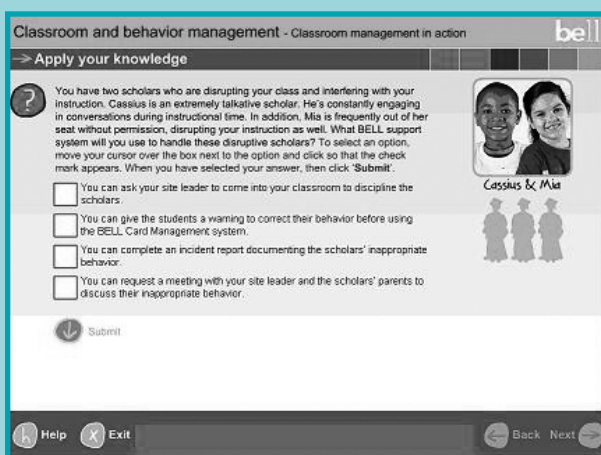 Classroom and behavior management - Classroom management in action
bell
Apply your knowledge
?
You have two scholars who are disrupting your class and interfering with your
instruction. Cassius is an extremely talkative scholar. He's constantly engaging
in conversations during instructional time. In addition, Mia is frequently out of her
seat without permission, disrupting your instruction as well. What BELL support
system will you use to handle these disruptive scholars? To select an option,
move your cursor over the box next to the option and click so that the check
mark appears. When you have selected your answer, then click 'Submit'.
Cassius & Mia
You can ask your site leader to come into your classroom to discipline the
scholars.
You can give the students a warning to correct their behavior before using
the BELL Card Management system.
You can complete an incident report documenting the scholars' inappropriate
behavior.
You can request a meeting with your site leader and the scholars' parents to
discuss their inappropriate behavior.
Submit
h Help X Exit Back Next